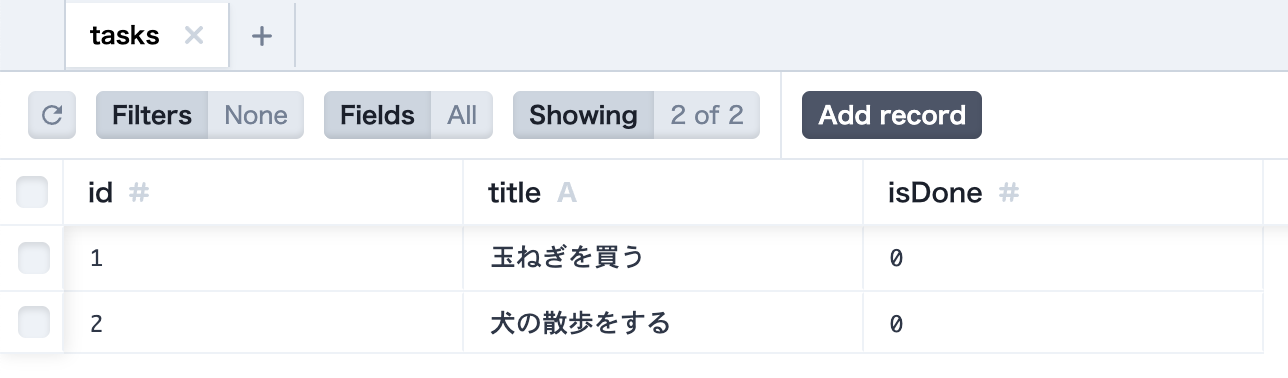 tasks
Filters None Fields All Showing 2 of 2 Add record
id # title A isDone #
1 玉ねぎを買う 0
2 犬の散歩をする 0